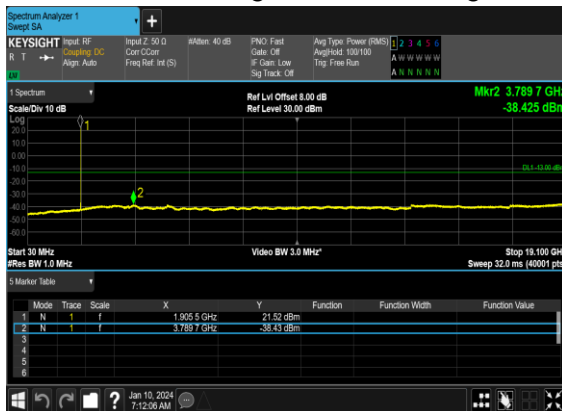 Spectrum Analyzer 1
Swept SA
+
KEYSIGHT Input: RF Input Z: 50 Ω #Atten: 40 dB PNO: Fast Avg Type: Power (RMS) 1 2 3 4 5 6
R T Coupling: DC Corr CCorr Gate: Off Avg|Hold: 100/100 A W W W W W
Align: Auto Freq Ref: Int (S) IF Gain: Low Trig: Free Run
Sig Track: Off A N N N N N
1 Spectrum Ref Lvl Offset 8.00 dB Mkr2 3.789 7 GHz
Scale/Div 10 dB Ref Level 30.00 dBm -38.425 dBm
Log
1
20.0
10.0
0.00
-10.0 DL1 -13.00 dBm
-20.0
-30.0
2
-40.0
-50.0
-60.0
Start 30 MHz Video BW 3.0 MHz* Stop 19.100 GHz
#Res BW 1.0 MHz Sweep 32.0 ms (40001 pts)
5 Marker Table
Mode Trace Scale X Y Function Function Width Function Value
1 N 1 f 1.905 5 GHz 21.52 dBm
2 N 1 f 3.789 7 GHz -38.43 dBm
3
4
5
6
? Jan 10, 2024
7:12:06 AM